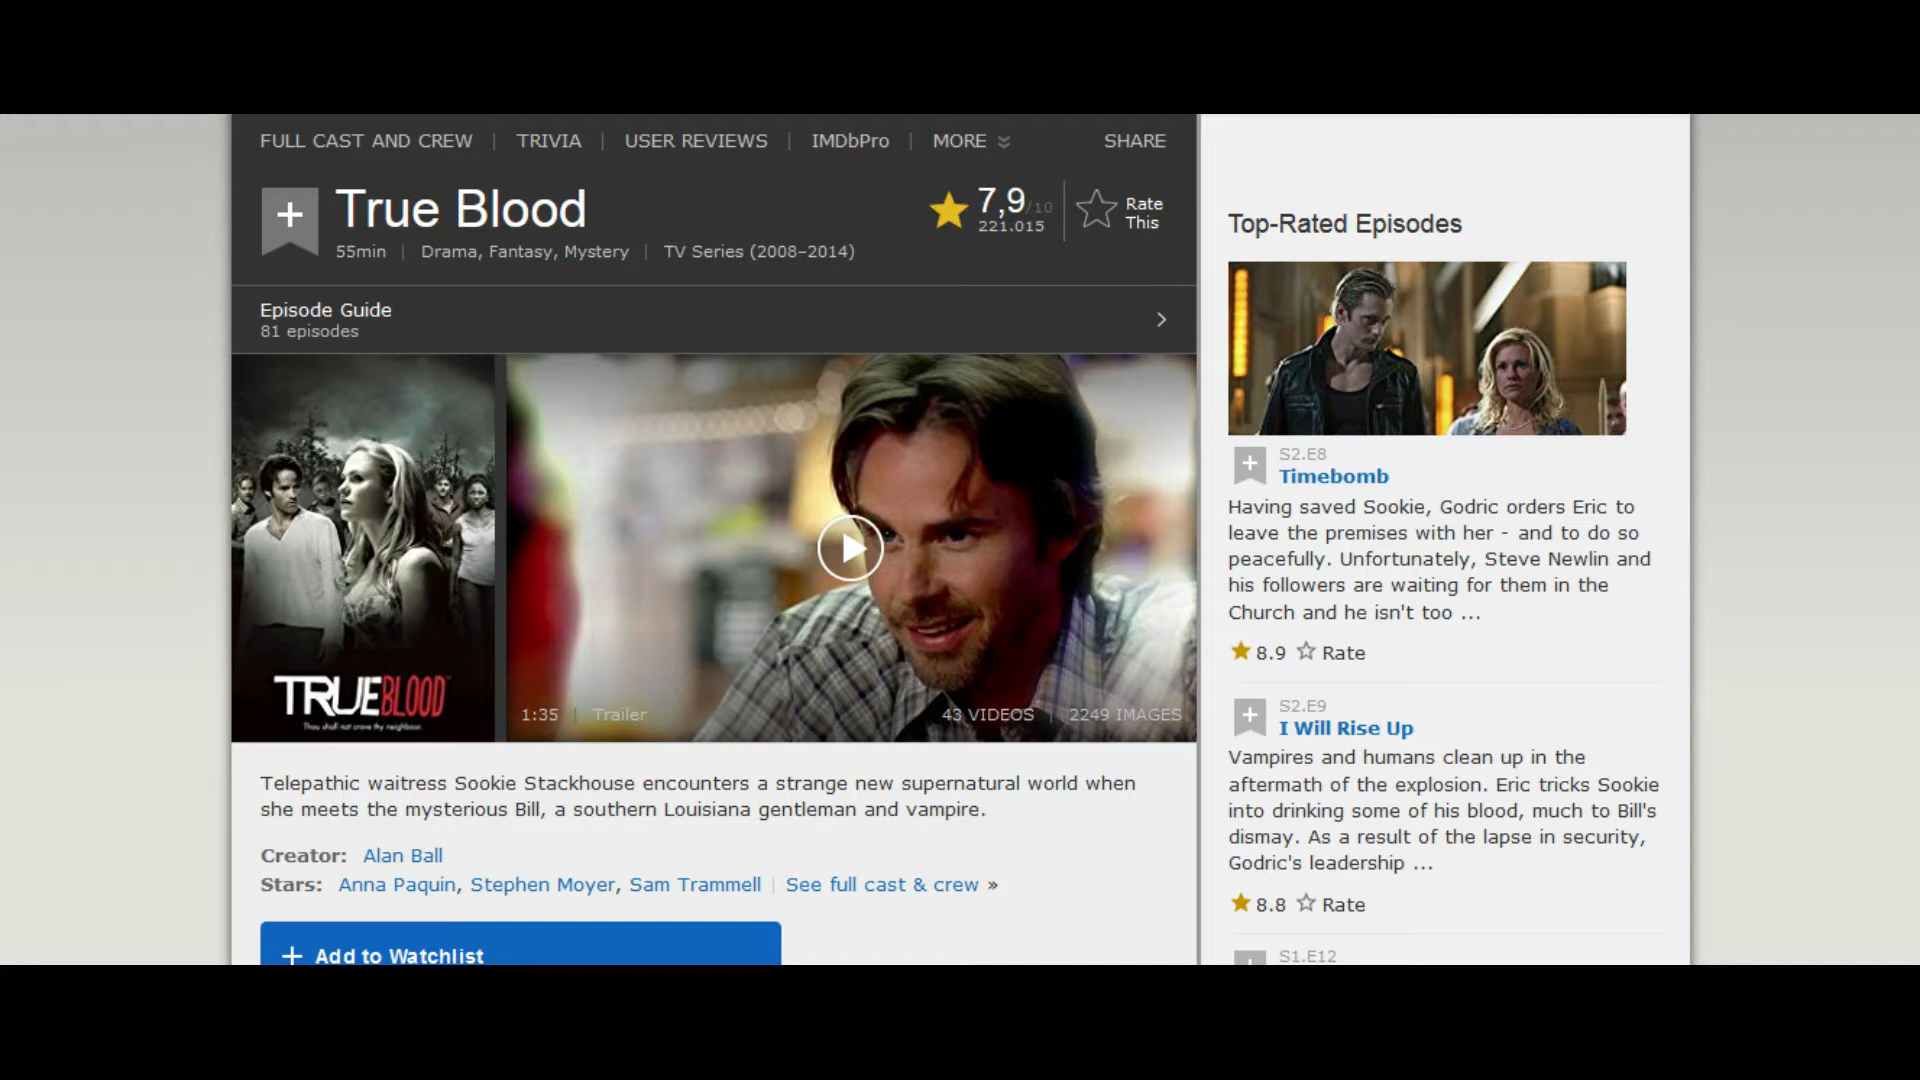 FULL CAST AND CREW | TRIVIA | USER REVIEWS | IMDbPro | MORE SHARE
True Blood
7,9/10
221.015
Rate
This
55min | Drama, Fantasy, Mystery | TV Series (2008–2014)
Episode Guide
81 episodes
TRUEBLOOD
Thou shall not crave thy neighbour.
1:35 | Trailer
43 VIDEOS | 2249 IMAGES
Telepathic waitress Sookie Stackhouse encounters a strange new supernatural world when
she meets the mysterious Bill, a southern Louisiana gentleman and vampire.
Creator: Alan Ball
Stars: Anna Paquin, Stephen Moyer, Sam Trammell | See full cast & crew »
+ Add to Watchlist
Top-Rated Episodes
S2.E8
Timebomb
Having saved Sookie, Godric orders Eric to
leave the premises with her - and to do so
peacefully. Unfortunately, Steve Newlin and
his followers are waiting for them in the
Church and he isn't too ...
8.9 Rate
S2.E9
I Will Rise Up
Vampires and humans clean up in the
aftermath of the explosion. Eric tricks Sookie
into drinking some of his blood, much to Bill's
dismay. As a result of the lapse in security,
Godric's leadership ...
8.8 Rate
S1.E12